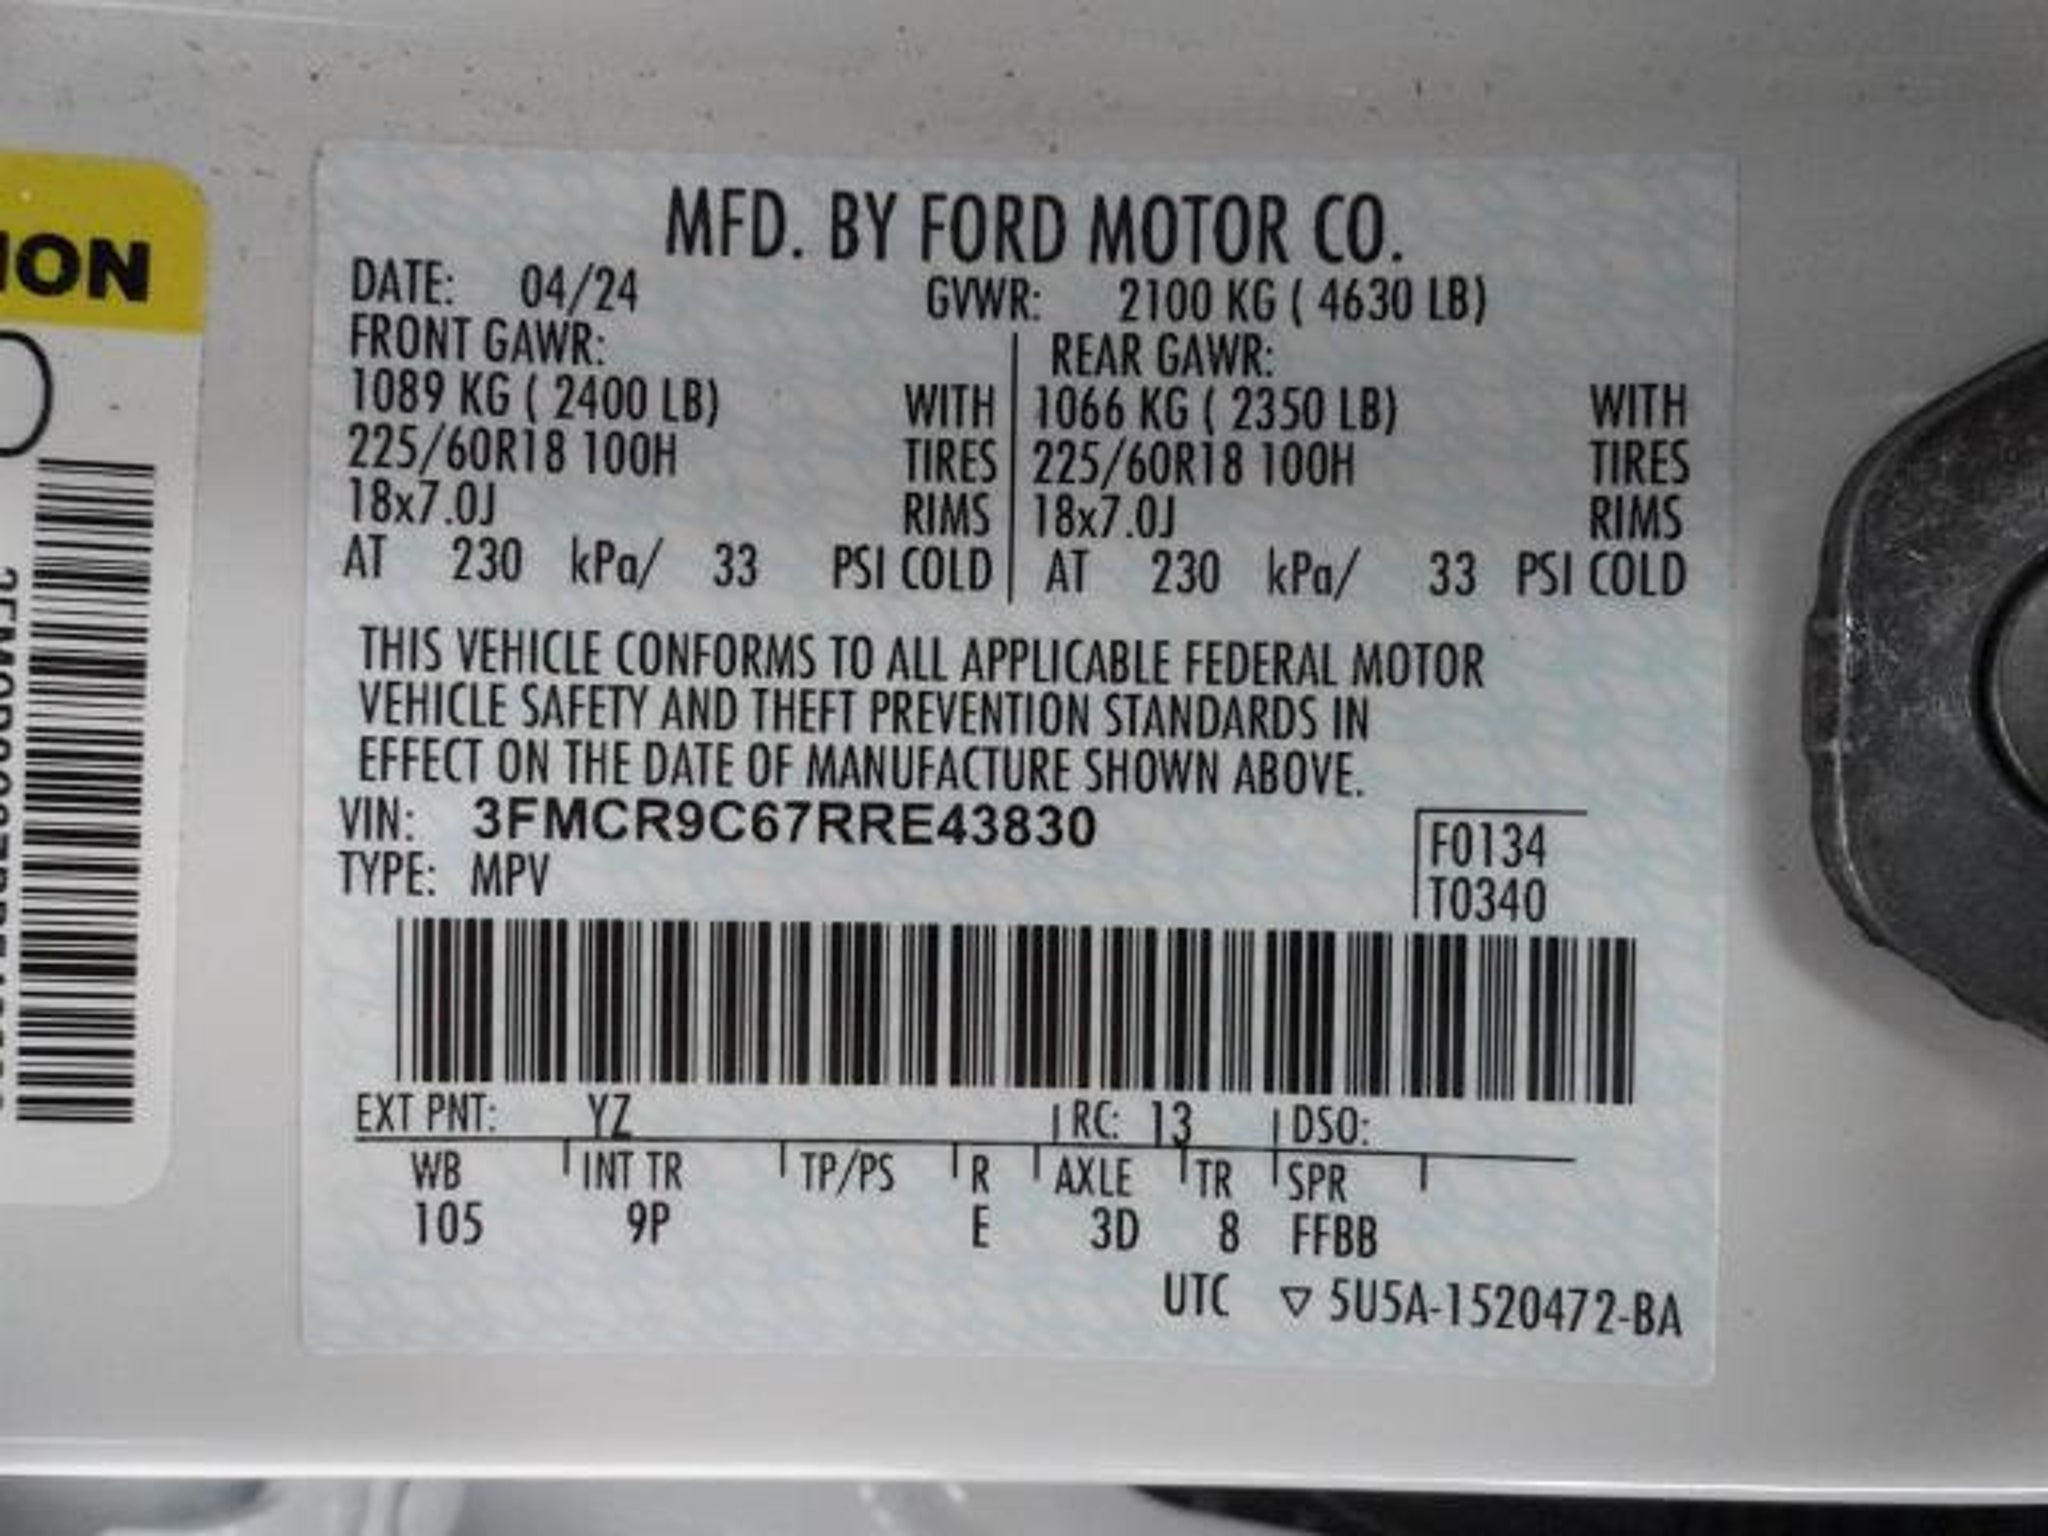 ION
MFD. BY FORD MOTOR CO.
DATE: 04/24 GVWR: 2100 KG ( 4630 LB)
FRONT GAWR: REAR GAWR:
1089 KG ( 2400 LB) WITH 1066 KG ( 2350 LB) WITH
225/60R18 100H TIRES 225/60R18 100H TIRES
18x7.0J RIMS 18x7.0J RIMS
AT 230 kPa/ 33 PSI COLD AT 230 kPa/ 33 PSI COLD
THIS VEHICLE CONFORMS TO ALL APPLICABLE FEDERAL MOTOR
VEHICLE SAFETY AND THEFT PREVENTION STANDARDS IN
EFFECT ON THE DATE OF MANUFACTURE SHOWN ABOVE.
VIN: 3FMCR9C67RRE43830 F0134
TYPE: MPV T0340
EXT PNT: YZ RC: 13 DSO:
WB INT TR TP/PS R AXLE TR SPR
105 9P E 3D 8 FFBB
UTC ▽ 5U5A-1520472-BA